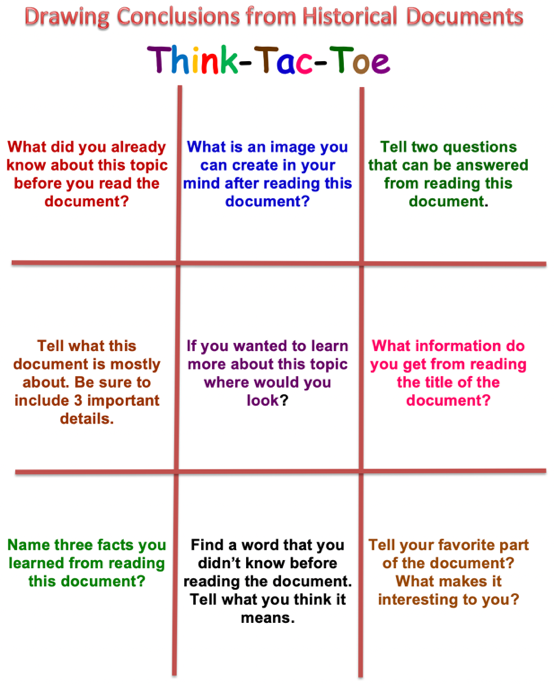 Drawing Conclusions from Historical Documents
Think-Tac-Toe
What did you already
know about this topic
before you read the
document?
What is an image you
can create in your
mind after reading this
document?
Tell two questions
that can be answered
from reading this
document.
Tell what this
document is mostly
about. Be sure to
include 3 important
details.
If you wanted to learn
more about this topic
where would you
look?
What information do
you get from reading
the title of the
document?
Name three facts you
learned from reading
this document?
Find a word that you
didn’t know before
reading the document.
Tell what you think it
means.
Tell your favorite part
of the document?
What makes it
interesting to you?